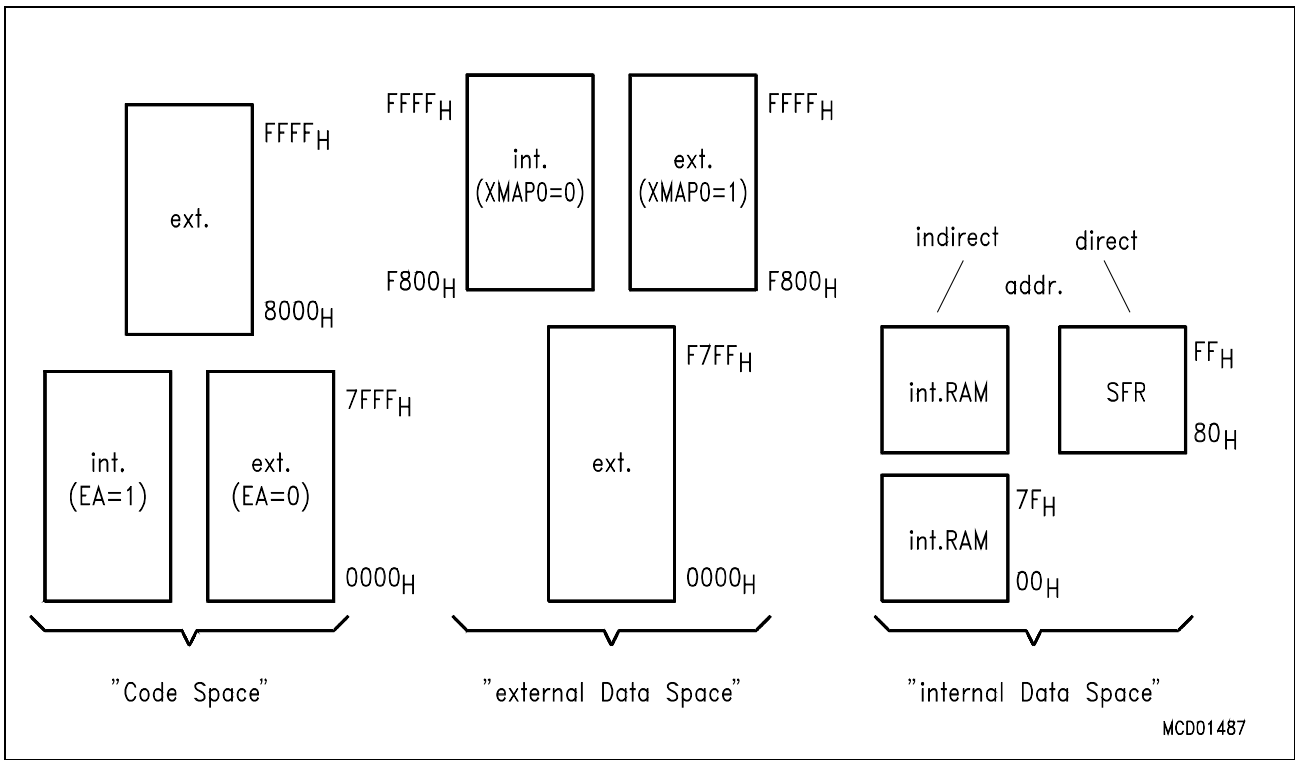 FFFFH
ext.
8000H
int.
(EA=1)
ext.
(EA=0)
7FFFH
0000H
"Code Space"
FFFFH
int.
(XMAP0=0)
F800H
ext.
(XMAP0=1)
FFFFH
F800H
F7FFH
ext.
0000H
"external Data Space"
indirect
direct
addr.
int.RAM
SFR
FFH
80H
int.RAM
7FH
00H
"internal Data Space"
MCD01487